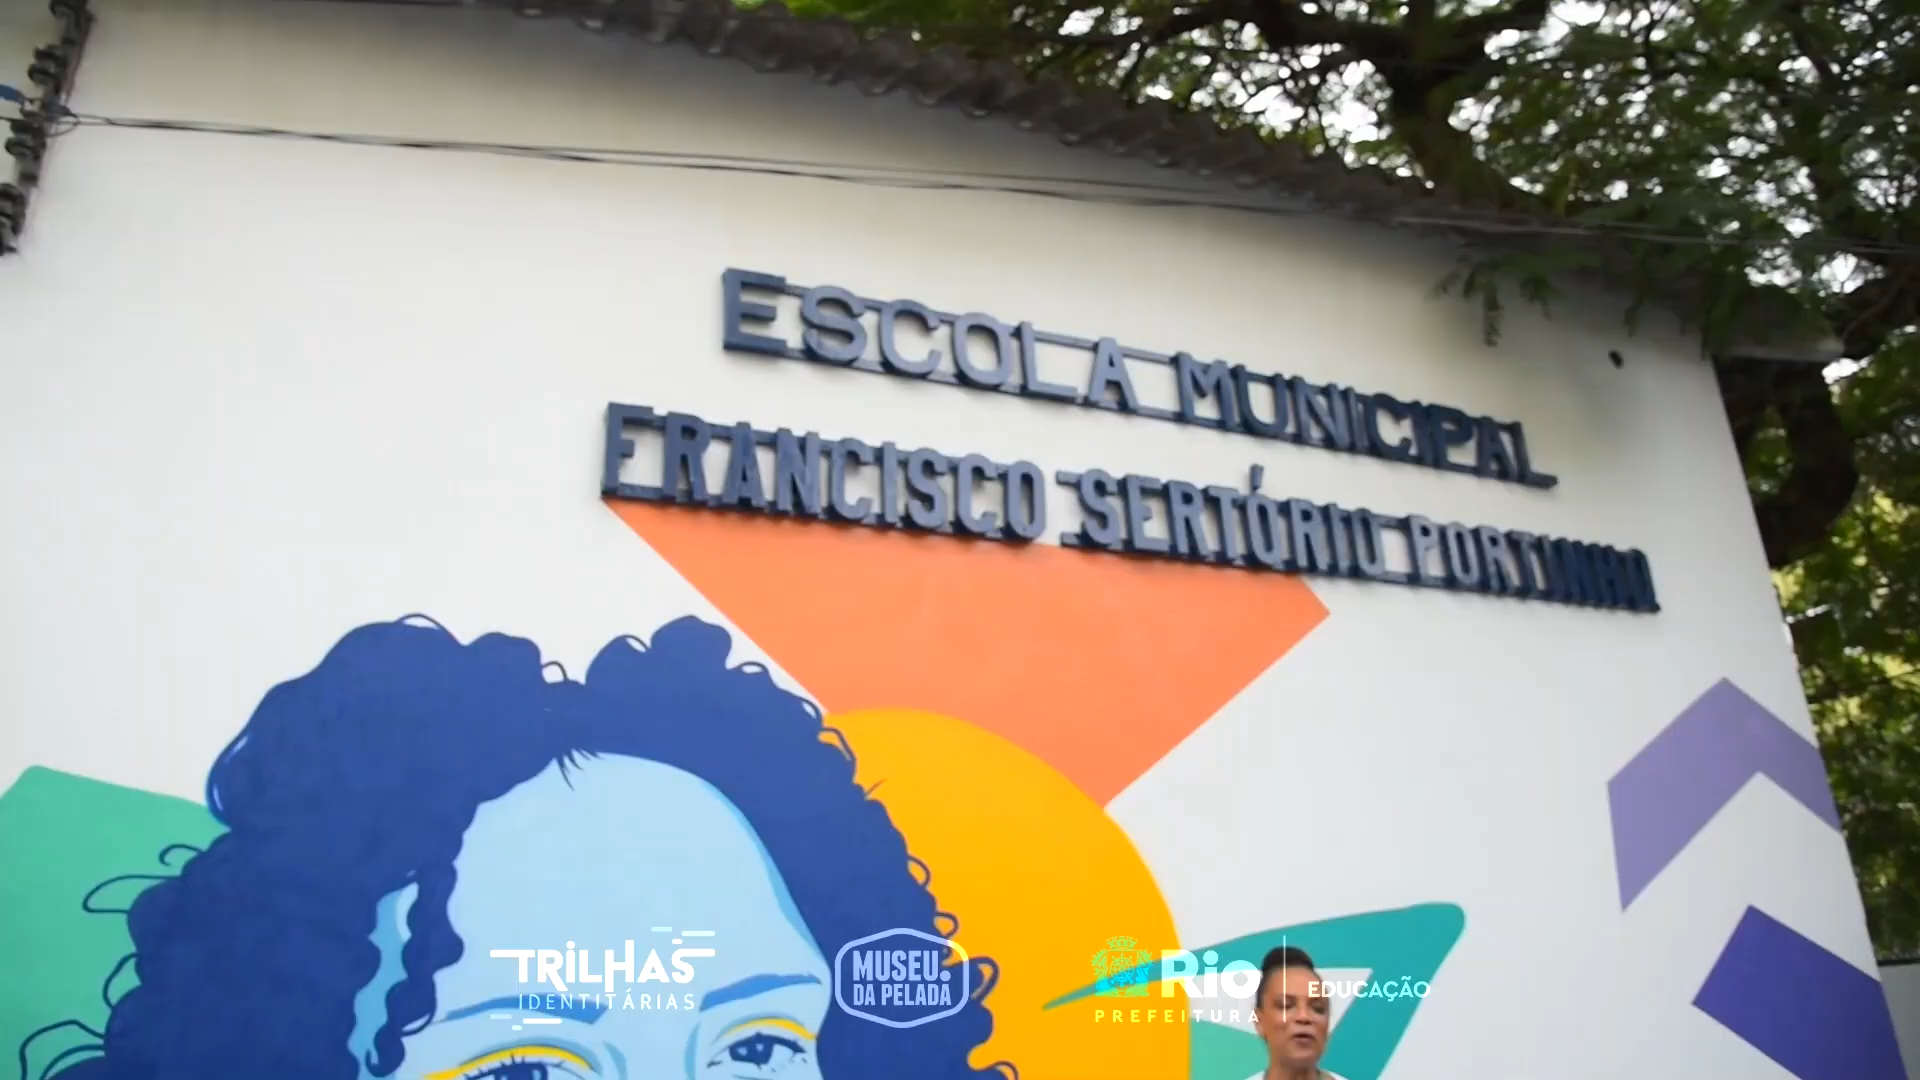 ESCOLA MUNICIPAL
FRANCISCO SERTÓRIO PORTINHO
TRILHAS
IDENTITÁRIAS
MUSEU
DA PELADA
Rio
PREFEITURA
EDUCAÇÃO